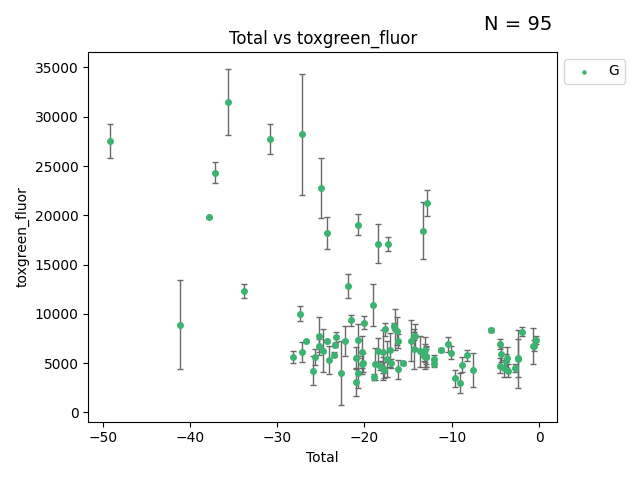 N = 95
Total vs toxgreen_fluor
G
35000
30000
25000
20000
15000
10000
5000
0
toxgreen_fluor
−50 −40 −30 −20 −10 0
Total